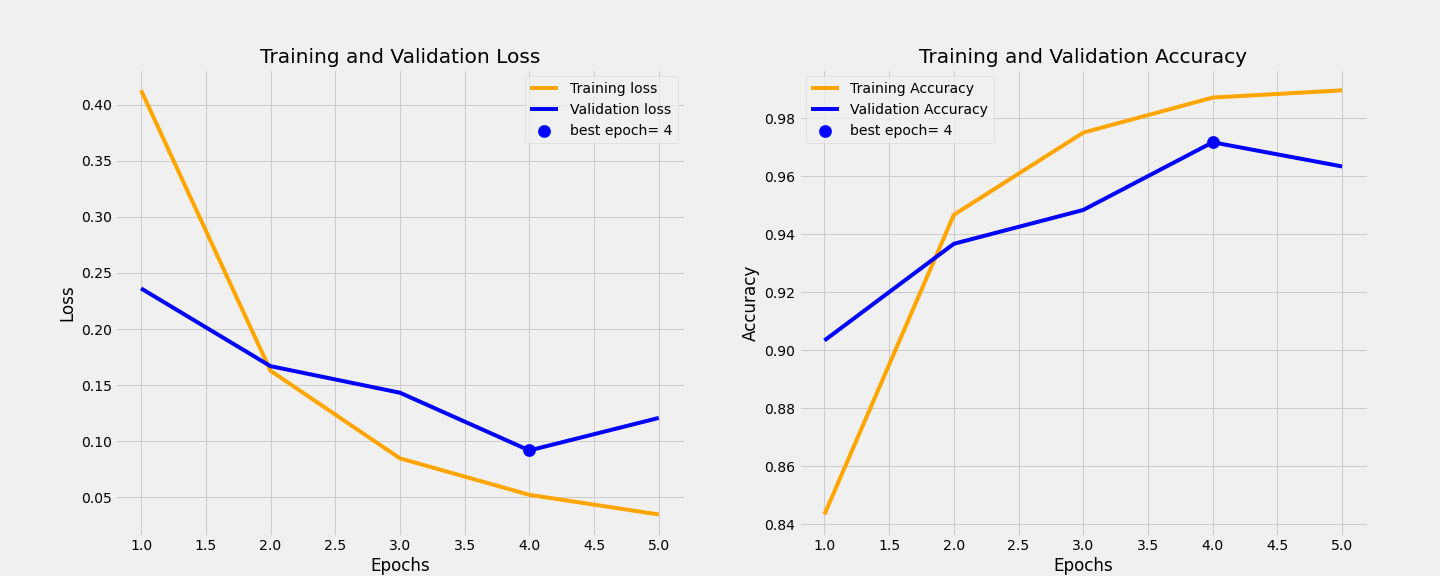 Training and Validation Loss
Training loss
Validation loss
best epoch= 4
0.40
0.35
0.30
0.25
0.20
0.15
0.10
0.05
Loss
1.0 1.5 2.0 2.5 3.0 3.5 4.0 4.5 5.0
Epochs
Training and Validation Accuracy
Training Accuracy
Validation Accuracy
best epoch= 4
0.98
0.96
0.94
0.92
0.90
0.88
0.86
0.84
Accuracy
1.0 1.5 2.0 2.5 3.0 3.5 4.0 4.5 5.0
Epochs